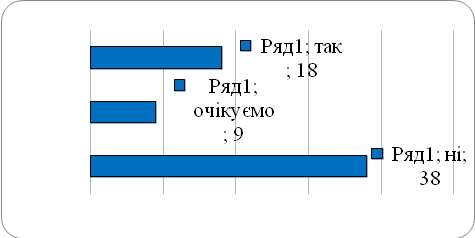 Ряд1; так
; 18
Ряд1;
очікуємо
; 9
Ряд1; ні;
38